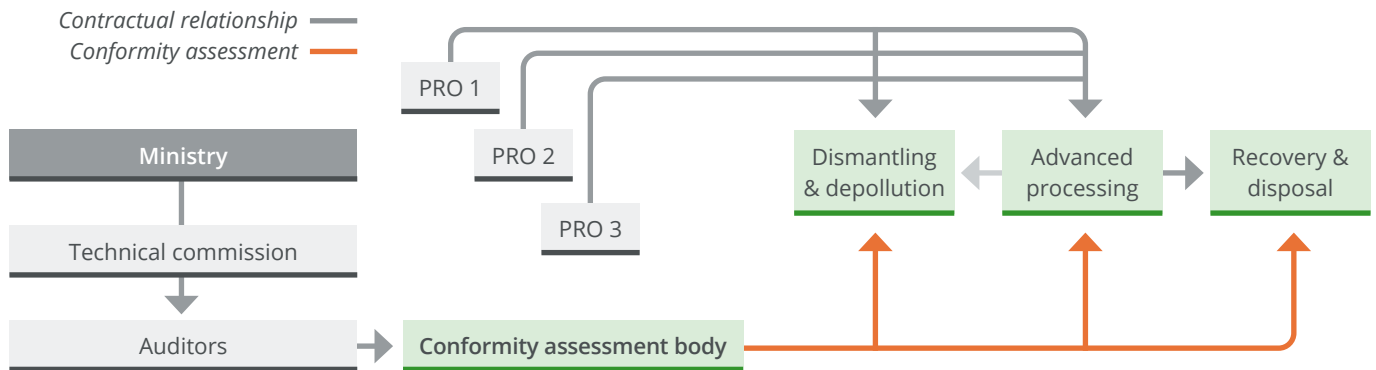 Contractual relationship
Conformity assessment
PRO 1
PRO 2
PRO 3
Ministry
Technical commission
Auditors
Conformity assessment body
Dismantling
& depollution
Advanced
processing
Recovery &
disposal